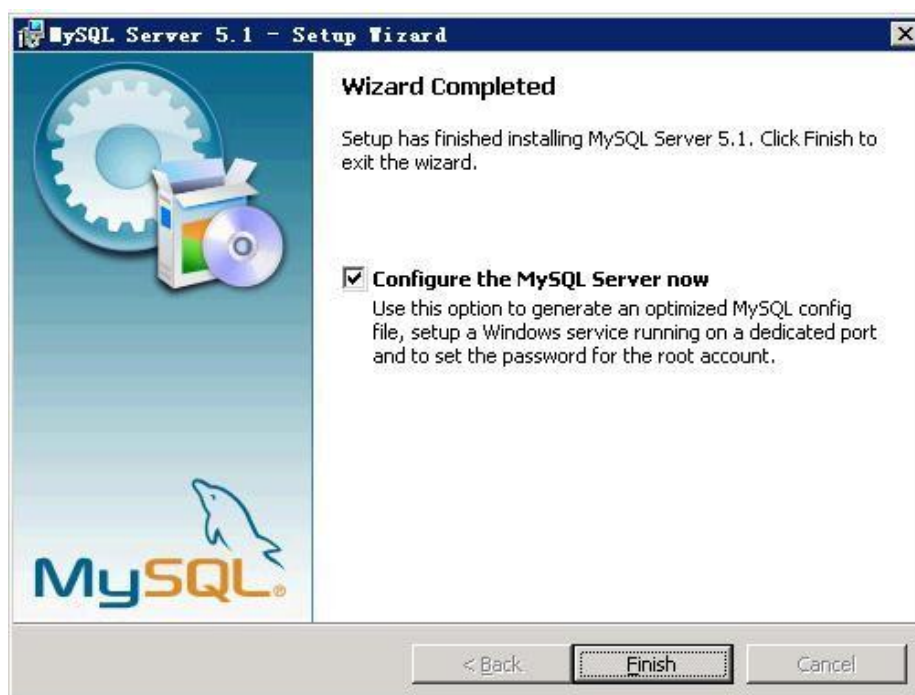 MySQL Server 5.1 - Setup Wizard
Wizard Completed
Setup has finished installing MySQL Server 5.1. Click Finish to
exit the wizard.
Configure the MySQL Server now
Use this option to generate an optimized MySQL config
file, setup a Windows service running on a dedicated port
and to set the password for the root account.
MySQL®
< Back
Finish
Cancel